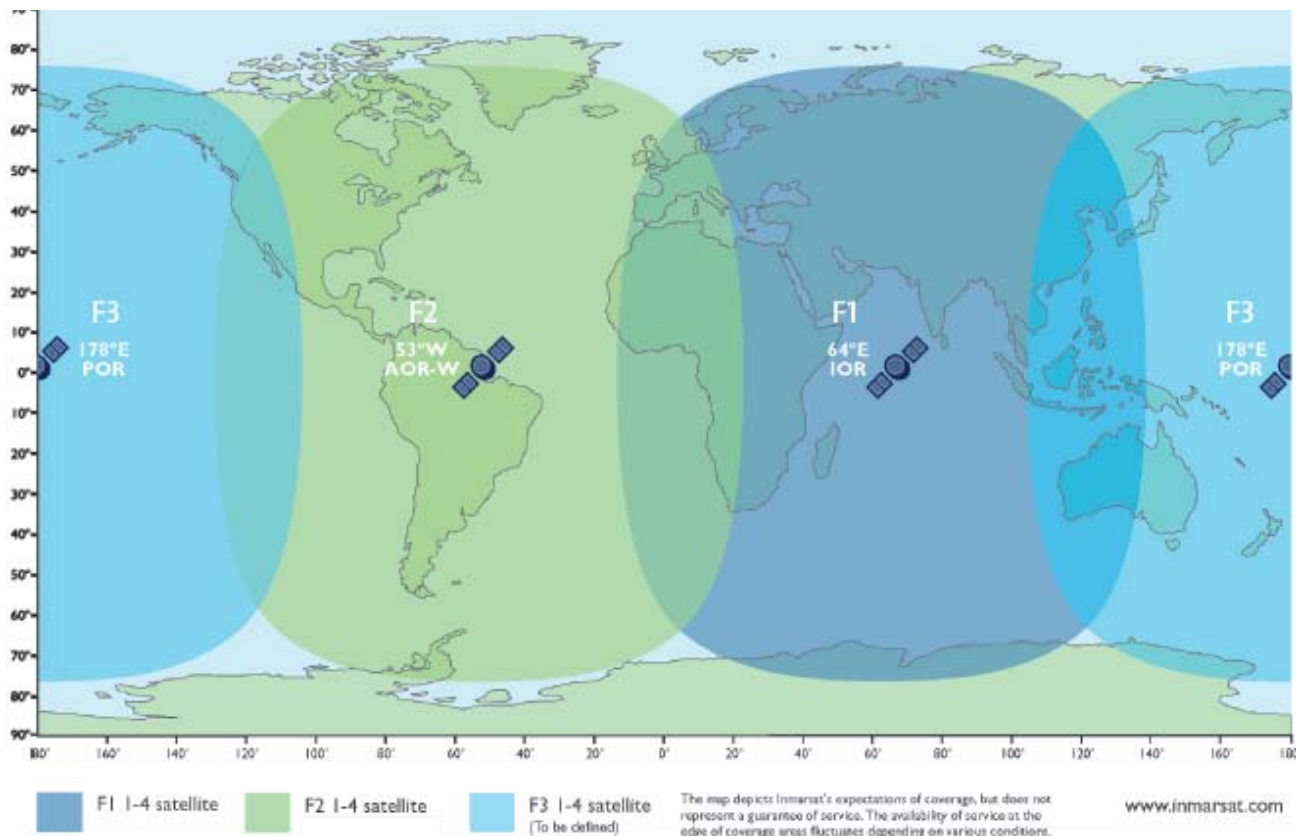 90°
80°
70°
60°
50°
40°
30°
20°
10°
0°
10°
20°
30°
40°
50°
60°
70°
80°
90°
F3
178°E
POR
F2
53°W
AOR-W
F1
64°E
IOR
F3
178°E
POR
180° 160° 140° 120° 100° 80° 60° 40° 20° 0° 20° 40° 60° 80° 100° 120° 140° 160° 180
F1 I-4 satellite
F2 I-4 satellite
F3 I-4 satellite
(To be defined)
The map depicts Inmarsat's expectations of coverage, but does not
represent a guarantee of service. The availability of service at the
edge of coverage areas fluctuates depending on various conditions.
www.inmarsat.com